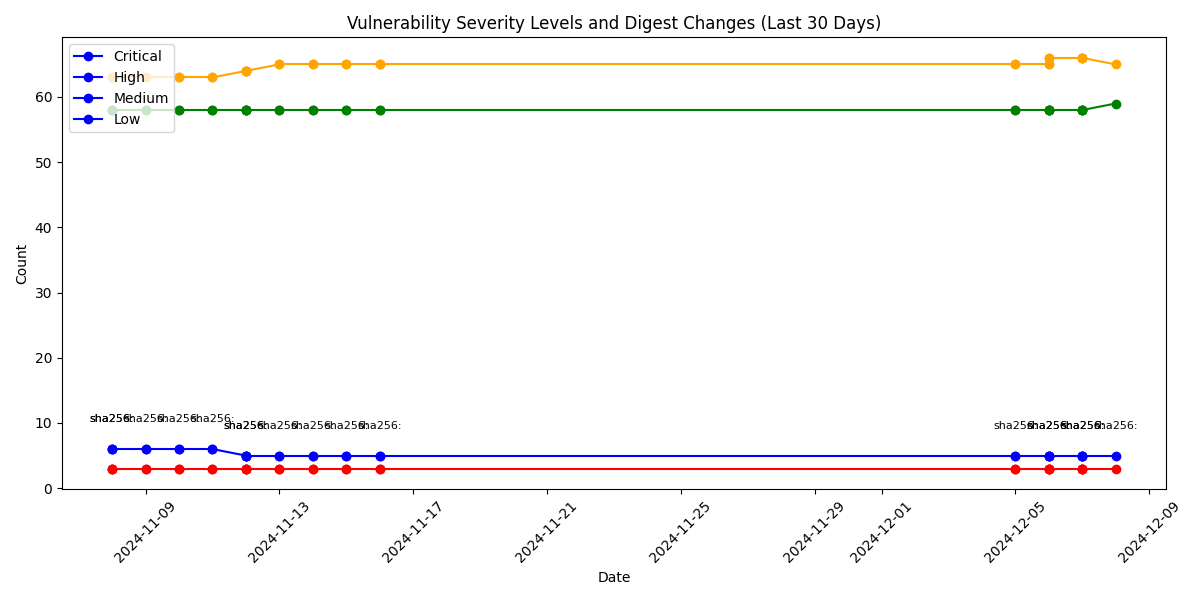 Vulnerability Severity Levels and Digest Changes (Last 30 Days)
Critical
High
Medium
Low
Count
60
50
40
30
20
10
0
sha256: sha256: sha256: sha256:
sha256: sha256: sha256: sha256: sha256: sha256: sha256: sha256: sha256:
2024-11-09 2024-11-13 2024-11-17 2024-11-21 2024-11-25 2024-11-29 2024-12-01 2024-12-05 2024-12-09
Date